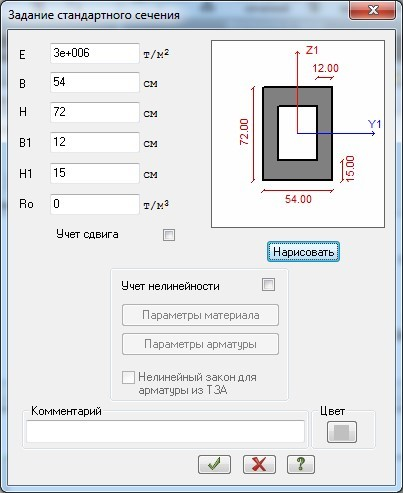 Задание стандартного сечения
E 3e+006 т/м²
B 54 см
H 72 см
B1 12 см
H1 15 см
Ro 0 т/м³
Учет сдвига
Z1
12.00
Y1
72.00
15.00
54.00
Нарисовать
Учет нелинейности
Параметры материала
Параметры арматуры
Нелинейный закон для
арматуры из ТЗА
Комментарий
Цвет
?